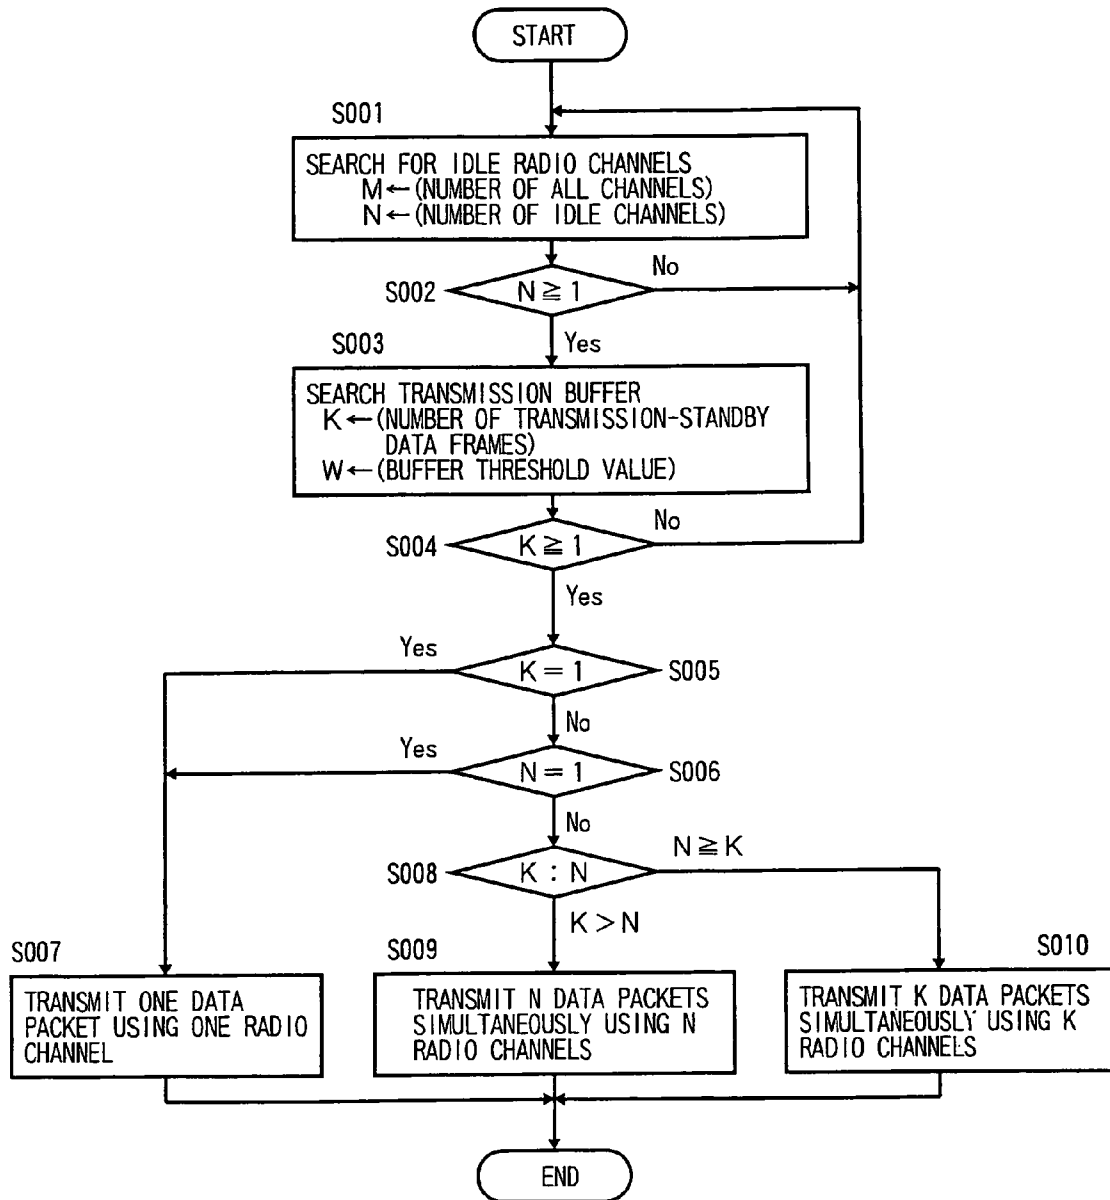 START
S001
SEARCH FOR IDLE RADIO CHANNELS
M←(NUMBER OF ALL CHANNELS)
N←(NUMBER OF IDLE CHANNELS)
No
S002
N≧1
Yes
S003
SEARCH TRANSMISSION BUFFER
K←(NUMBER OF TRANSMISSION-STANDBY
DATA FRAMES)
W←(BUFFER THRESHOLD VALUE)
No
S004
K≧1
Yes
Yes
K=1
S005
No
Yes
N=1
S006
No
N≧K
S008
K : N
K>N
S007
TRANSMIT ONE DATA
PACKET USING ONE RADIO
CHANNEL
S009
TRANSMIT N DATA PACKETS
SIMULTANEOUSLY USING N
RADIO CHANNELS
S010
TRANSMIT K DATA PACKETS
SIMULTANEOUSLY USING K
RADIO CHANNELS
END